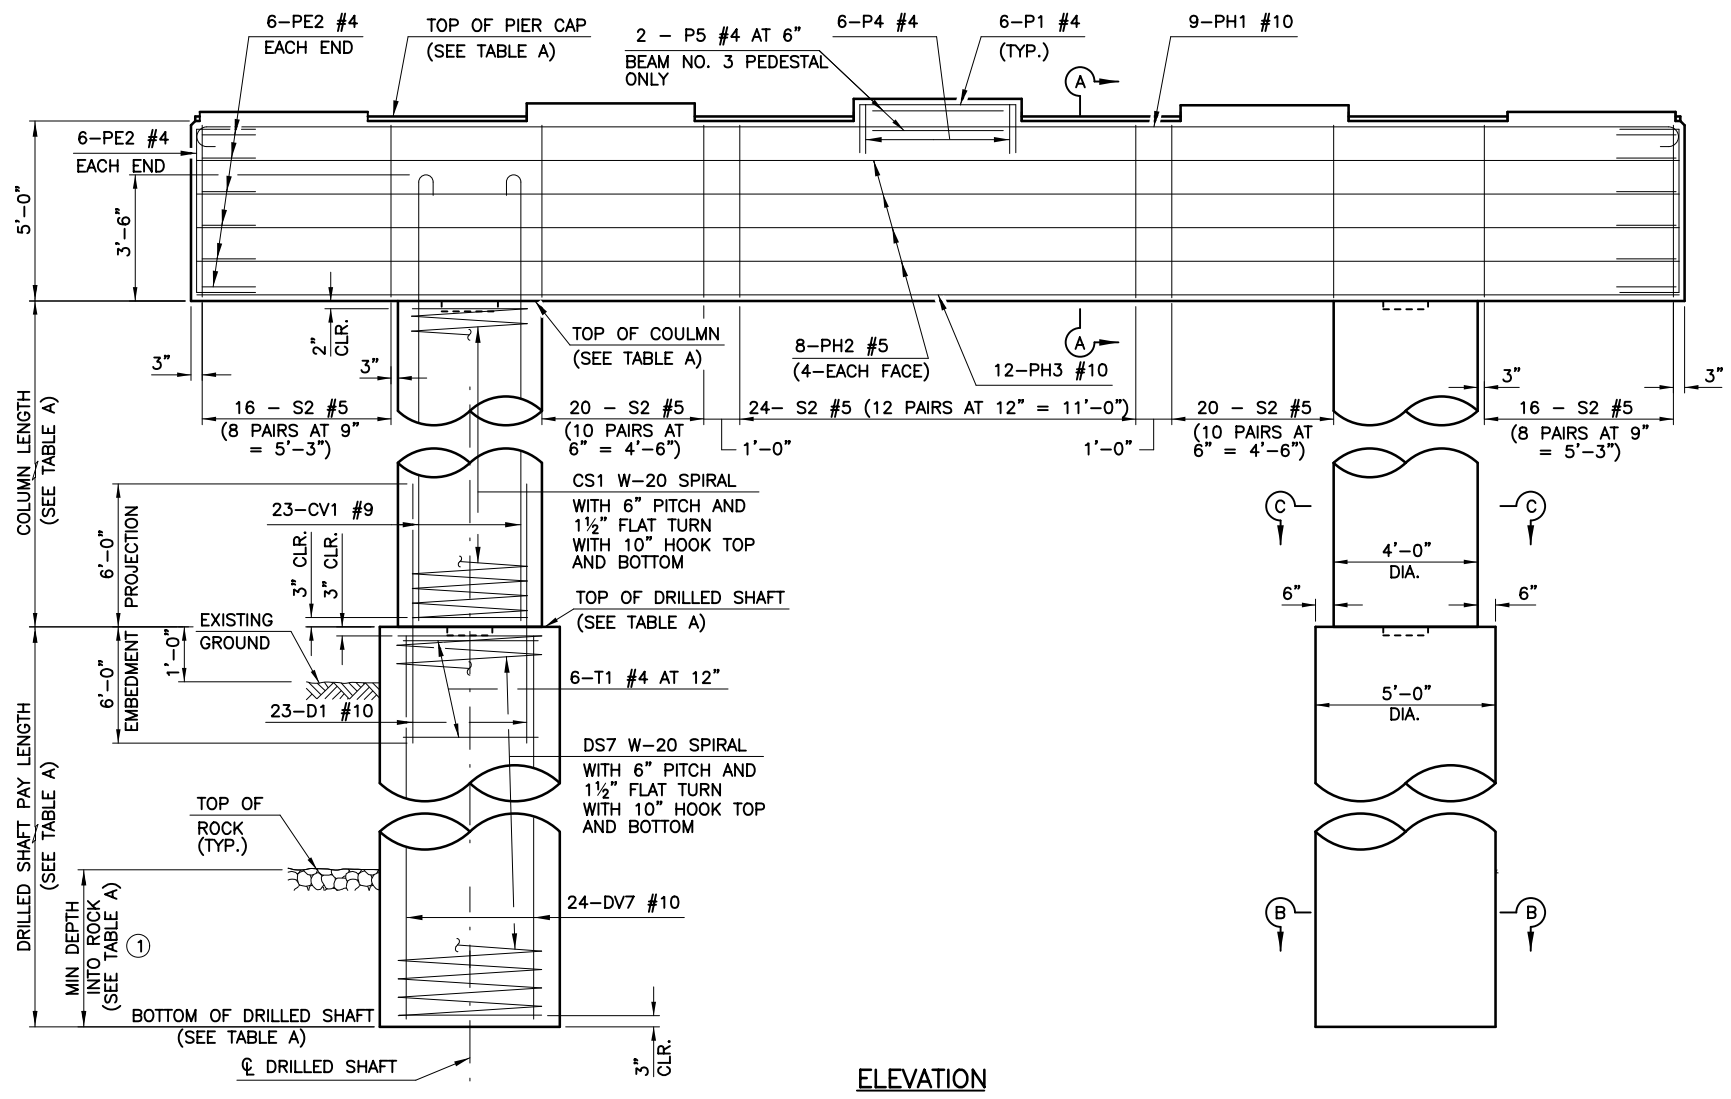 6-PE2 #4
EACH END
TOP OF PIER CAP
(SEE TABLE A)
2 - P5 #4 AT 6"
BEAM NO. 3 PEDESTAL
ONLY
6-P4 #4
6-P1 #4
(TYP.)
9-PH1 #10
A
6-PE2 #4
EACH END
5'-0"
3'-6"
2" CLR.
3"
3"
TOP OF COULMN
(SEE TABLE A)
8-PH2 #5
(4-EACH FACE)
12-PH3 #10
A
3"
3"
16 - S2 #5
(8 PAIRS AT 9"
= 5'-3")
20 - S2 #5
(10 PAIRS AT
6" = 4'-6")
24- S2 #5 (12 PAIRS AT 12" = 11'-0")
1'-0"
1'-0"
20 - S2 #5
(10 PAIRS AT
6" = 4'-6")
16 - S2 #5
(8 PAIRS AT 9"
= 5'-3")
COLUMN LENGTH
(SEE TABLE A)
CS1 W-20 SPIRAL
WITH 6" PITCH AND
1½" FLAT TURN
WITH 10" HOOK TOP
AND BOTTOM
23-CV1 #9
6'-0"
PROJECTION
3" CLR.
3" CLR.
C
C
4'-0"
DIA.
6"
6"
EXISTING
GROUND
1'-0"
6'-0"
EMBEDMENT
TOP OF DRILLED SHAFT
(SEE TABLE A)
6-T1 #4 AT 12"
23-D1 #10
5'-0"
DIA.
DS7 W-20 SPIRAL
WITH 6" PITCH AND
1½" FLAT TURN
WITH 10" HOOK TOP
AND BOTTOM
DRILLED SHAFT PAY LENGTH
(SEE TABLE A)
TOP OF
ROCK
(TYP.)
24-DV7 #10
MIN DEPTH
INTO ROCK
(SEE TABLE A)
1
B
B
BOTTOM OF DRILLED SHAFT
(SEE TABLE A)
℄ DRILLED SHAFT
3"
CLR.
ELEVATION